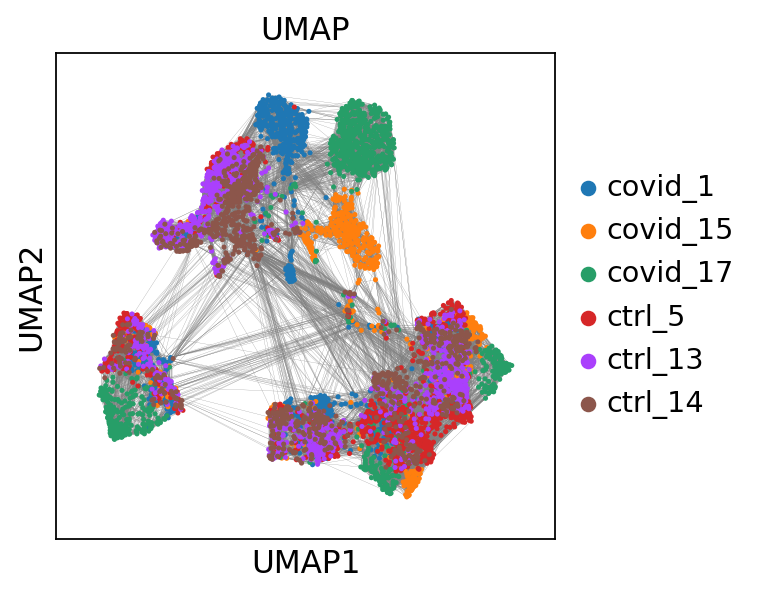 UMAP
covid_1
covid_15
covid_17
ctrl_5
ctrl_13
ctrl_14
UMAP2
UMAP1